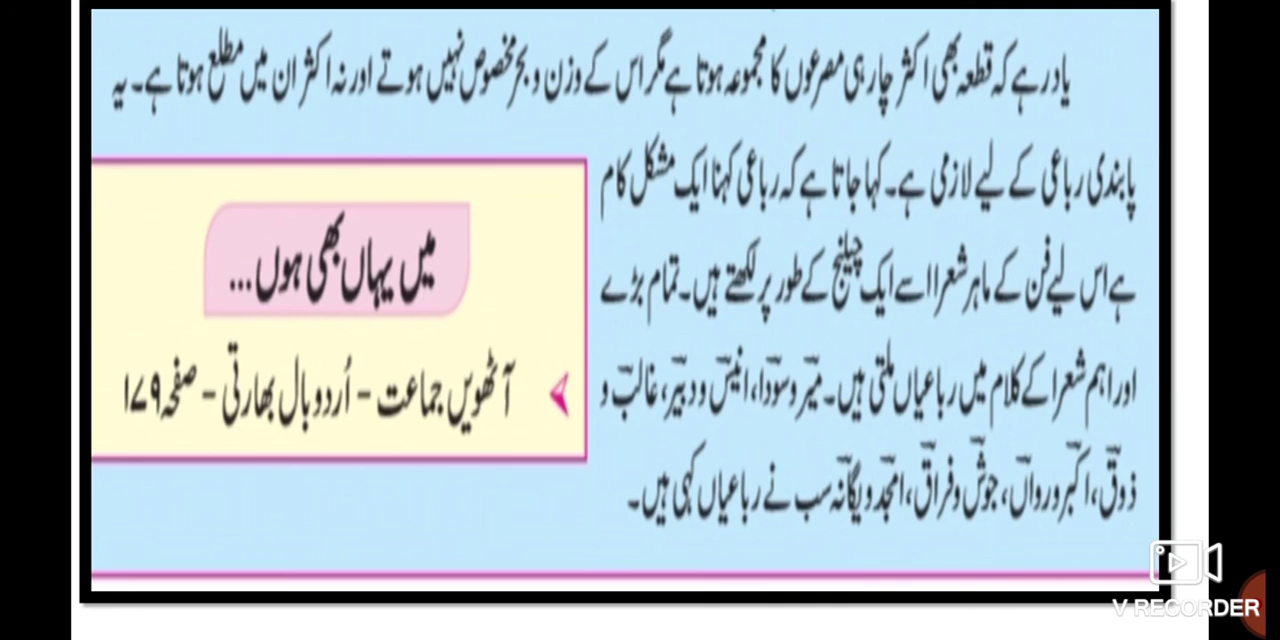 یاد رہے کہ قطعہ بھی اکثر چار ہی مصرعوں کا مجموعہ ہوتا ہے مگر اس کے وزن و بحر مخصوص نہیں ہوتے اور نہ اکثر ان میں مطلع ہوتا ہے۔ یہ
پابندی رباعی کے لیے لازمی ہے۔ کہا جاتا ہے کہ رباعی کہنا ایک مشکل کام
ہے اس لیے فن کے ماہر شعرا اسے ایک چیلنج کے طور پر لکھتے ہیں۔ تمام بڑے
اور اہم شعرا کے کلام میں رباعیاں ملتی ہیں۔ میرؔ و سوداؔ، انیسؔ و دبیرؔ، غالبؔ و
ذوقؔ، اکبرؔ و رواںؔ، جوشؔ و فراقؔ، امجدؔ و یگانہؔ سب نے رباعیاں کہی ہیں۔
میں یہاں بھی ہوں...
آٹھویں جماعت - اُردو بال بھارتی - صفحہ ۱۷۹
V RECORDER